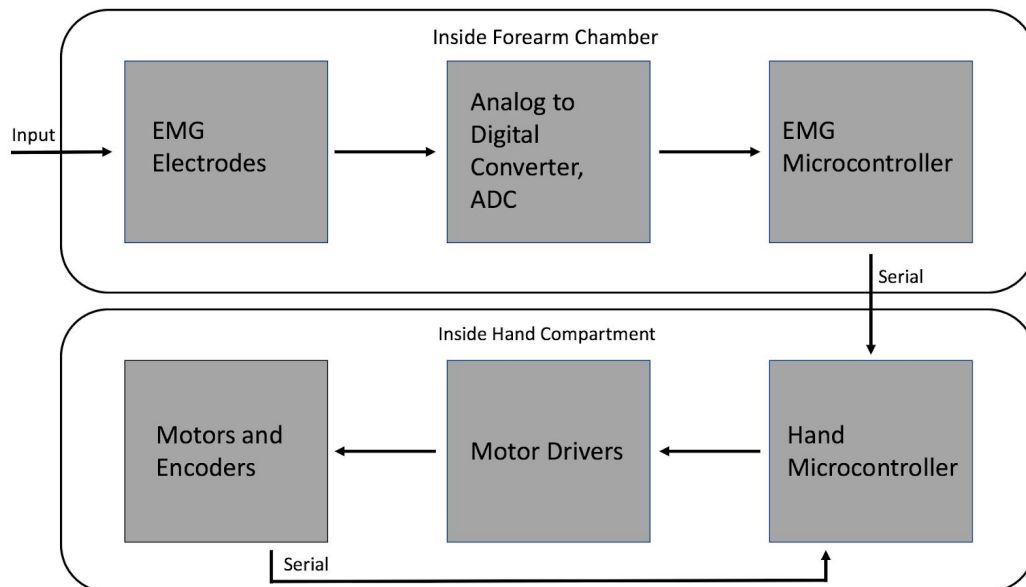 Inside Forearm Chamber
Input
EMG
Electrodes
Analog to
Digital
Converter,
ADC
EMG
Microcontroller
Serial
Inside Hand Compartment
Motors and
Encoders
Motor Drivers
Hand
Microcontroller
Serial